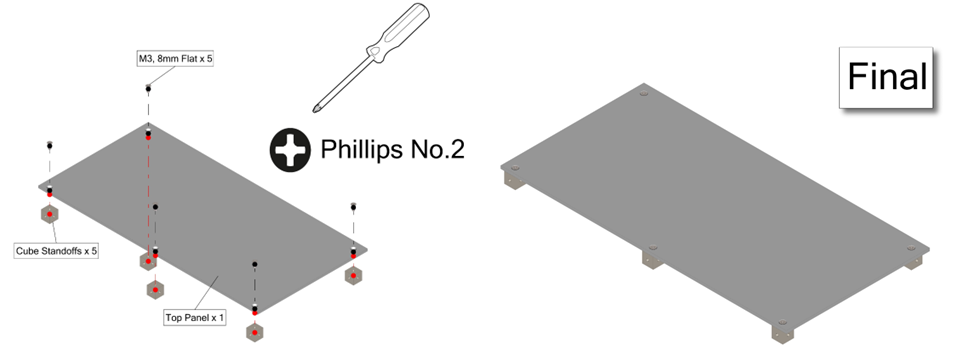 M3, 8mm Flat x 5
Final
Phillips No.2
Cube Standoffs x 5
Top Panel x 1